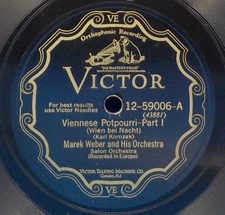 VE
Orthophonic Recording
"HIS MASTER'S VOICE"
VICTOR
For best results
use Victor Needles
12-59006-A
(43881)
Viennese Potpourri-Part I
(Wien bei Nacht)
(Karl Komzak)
Marek Weber and His Orchestra
Salon Orchestra
(Recorded in Europe)
VICTOR TALKING MACHINE CO.
Camden, N.J.
VE